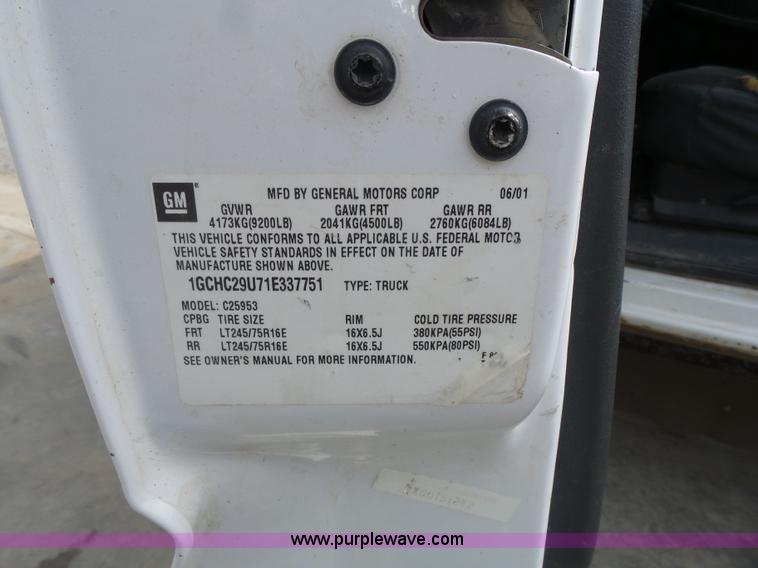 GM
MFD BY GENERAL MOTORS CORP 06/01
GVWR GAWR FRT GAWR RR
4173KG(9200LB) 2041KG(4500LB) 2760KG(6084LB)
THIS VEHICLE CONFORMS TO ALL APPLICABLE U.S. FEDERAL MOTOR
VEHICLE SAFETY STANDARDS IN EFFECT ON THE DATE OF
MANUFACTURE SHOWN ABOVE.
1GCHC29U71E337751 TYPE: TRUCK
MODEL: C25953
CPBG TIRE SIZE RIM COLD TIRE PRESSURE
FRT LT245/75R16E 16X6.5J 380KPA(55PSI)
RR LT245/75R16E 16X6.5J 550KPA(80PSI)
SEE OWNER'S MANUAL FOR MORE INFORMATION.
www.purplewave.com